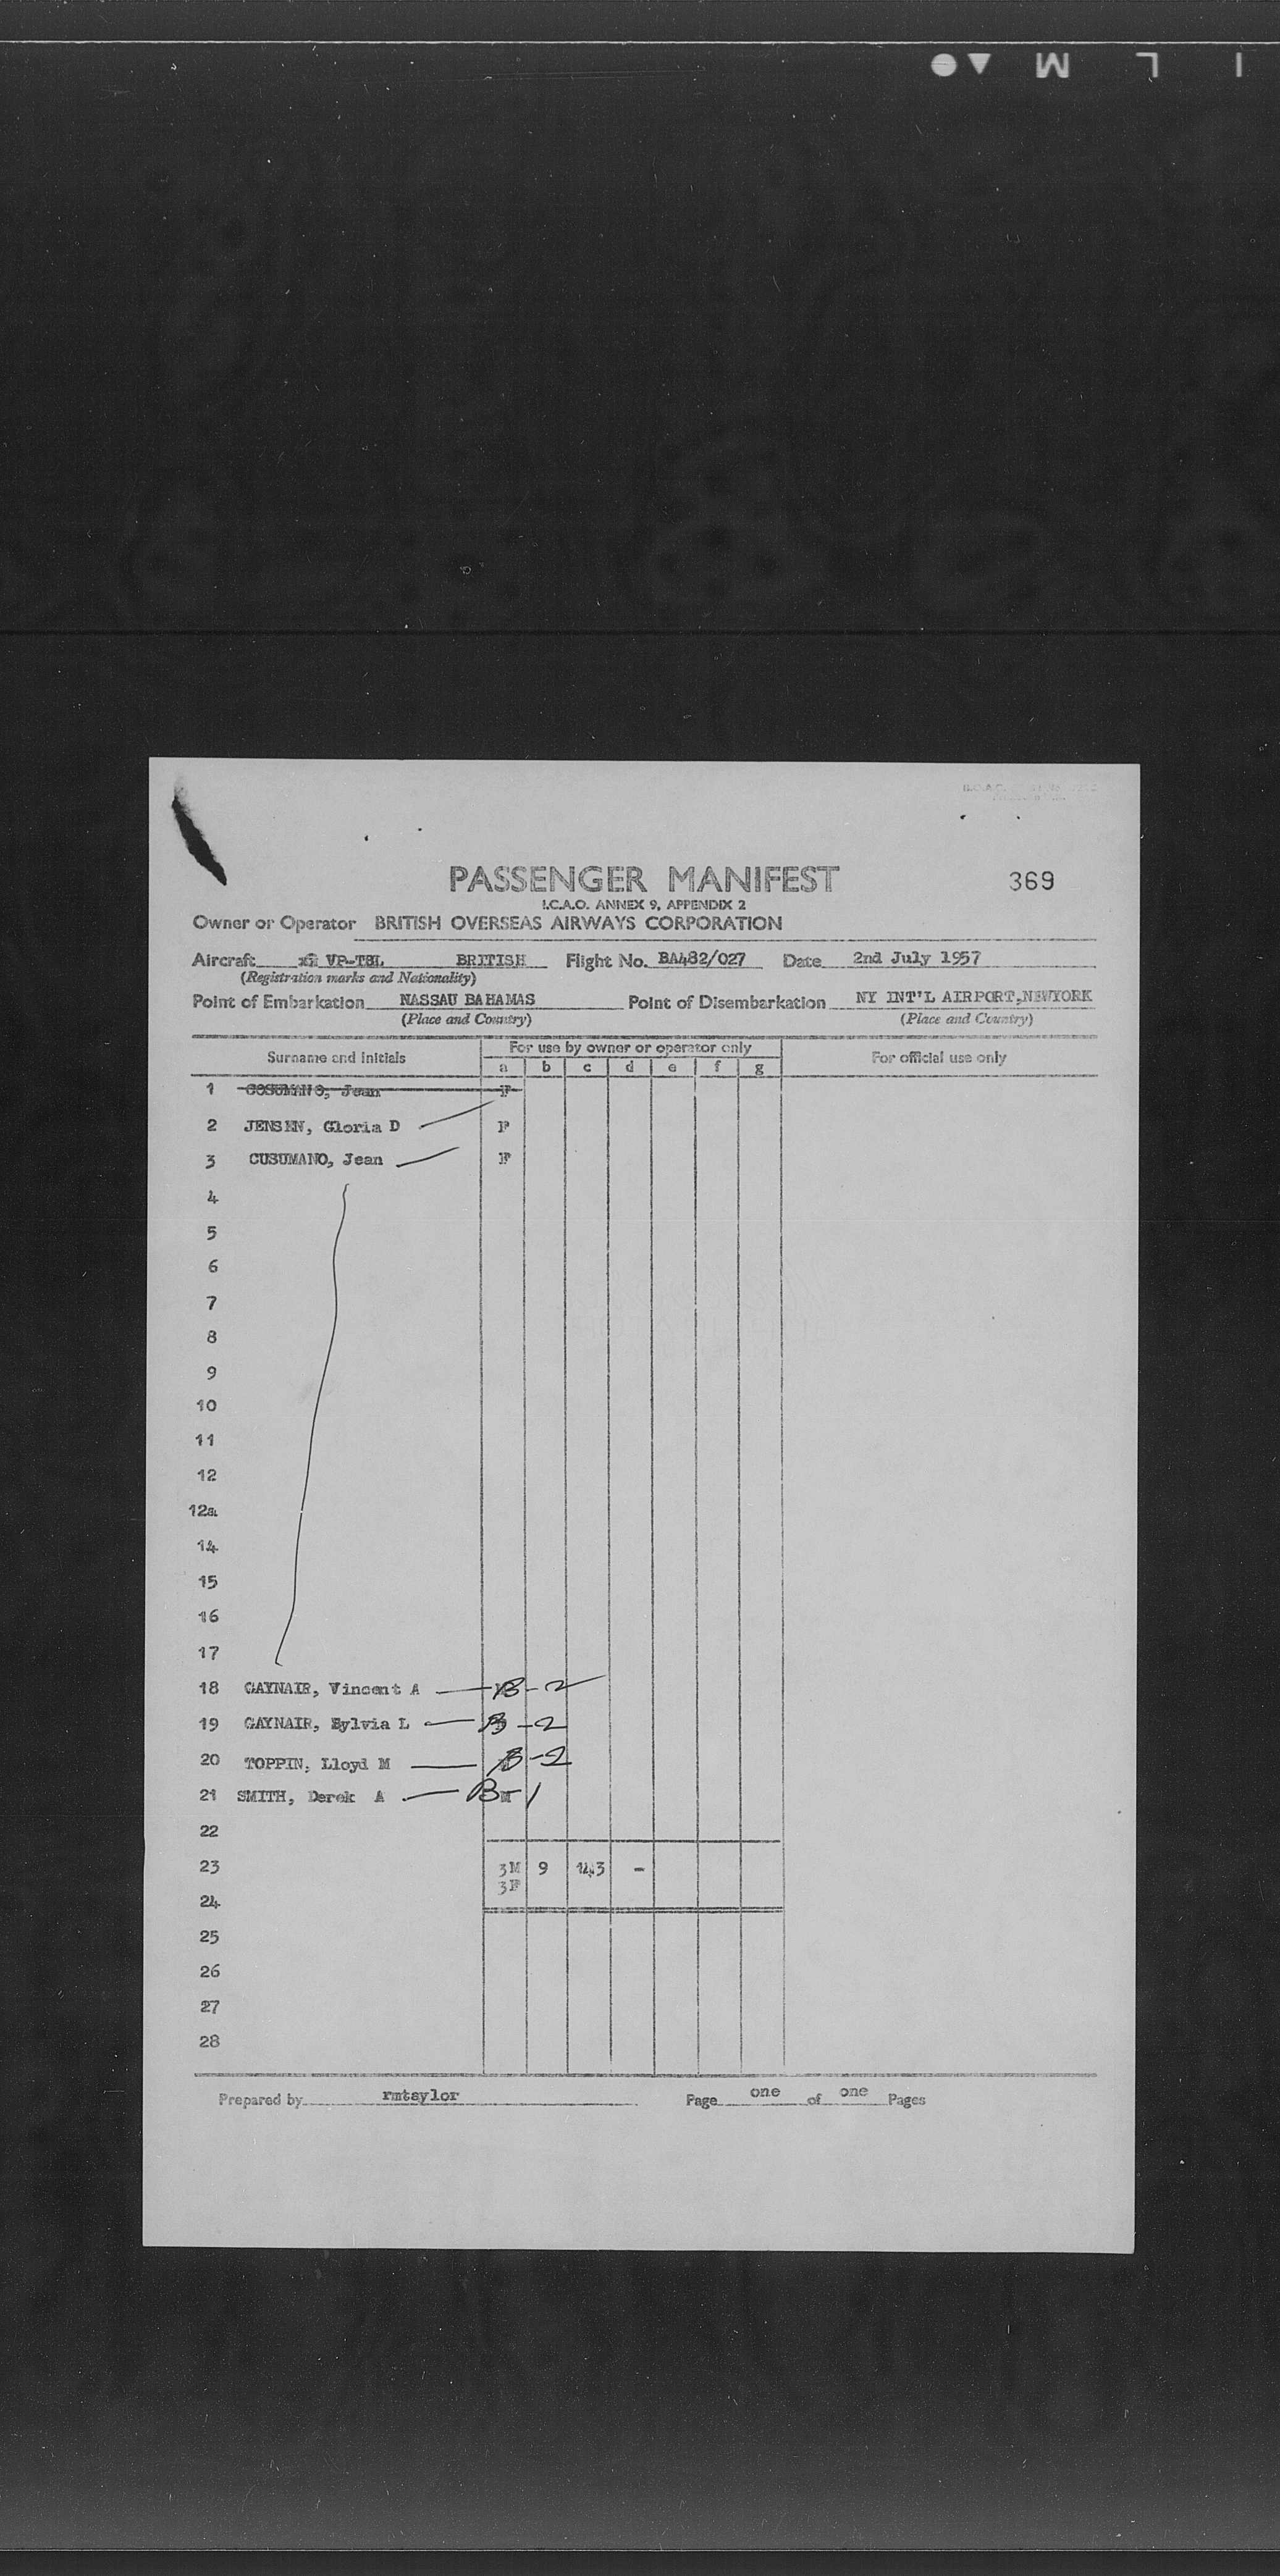 I L M
PASSENGER MANIFEST
369
I.C.A.O. ANNEX 9, APPENDIX 2
Owner or Operator BRITISH OVERSEAS AIRWAYS CORPORATION
Aircraft VP-TBL BRITISH Flight No. BA482/027 Date 2nd July 1957
(Registration marks and Nationality)
Point of Embarkation NASSAU BAHAMAS Point of Disembarkation NY INT'L AIRPORT, NEWYORK
(Place and Country) (Place and Country)
Surname and initials For use by owner or operator only For official use only
a b c d e f g
1 COSUMANO, Jean F
2 JENSEN, Gloria D F
3 CUSUMANO, Jean F
4
5
6
7
8
9
10
11
12
12a
14
15
16
17
18 GAYNAIR, Vincent A B-2
19 GAYNAIR, Sylvia L B-2
20 TOPPIN, Lloyd M B-2
21 SMITH, Derek A B M 1
22
23 3M 9 143 -
3F
24
25
26
27
28
Prepared by rmtaylor Page one of one Pages